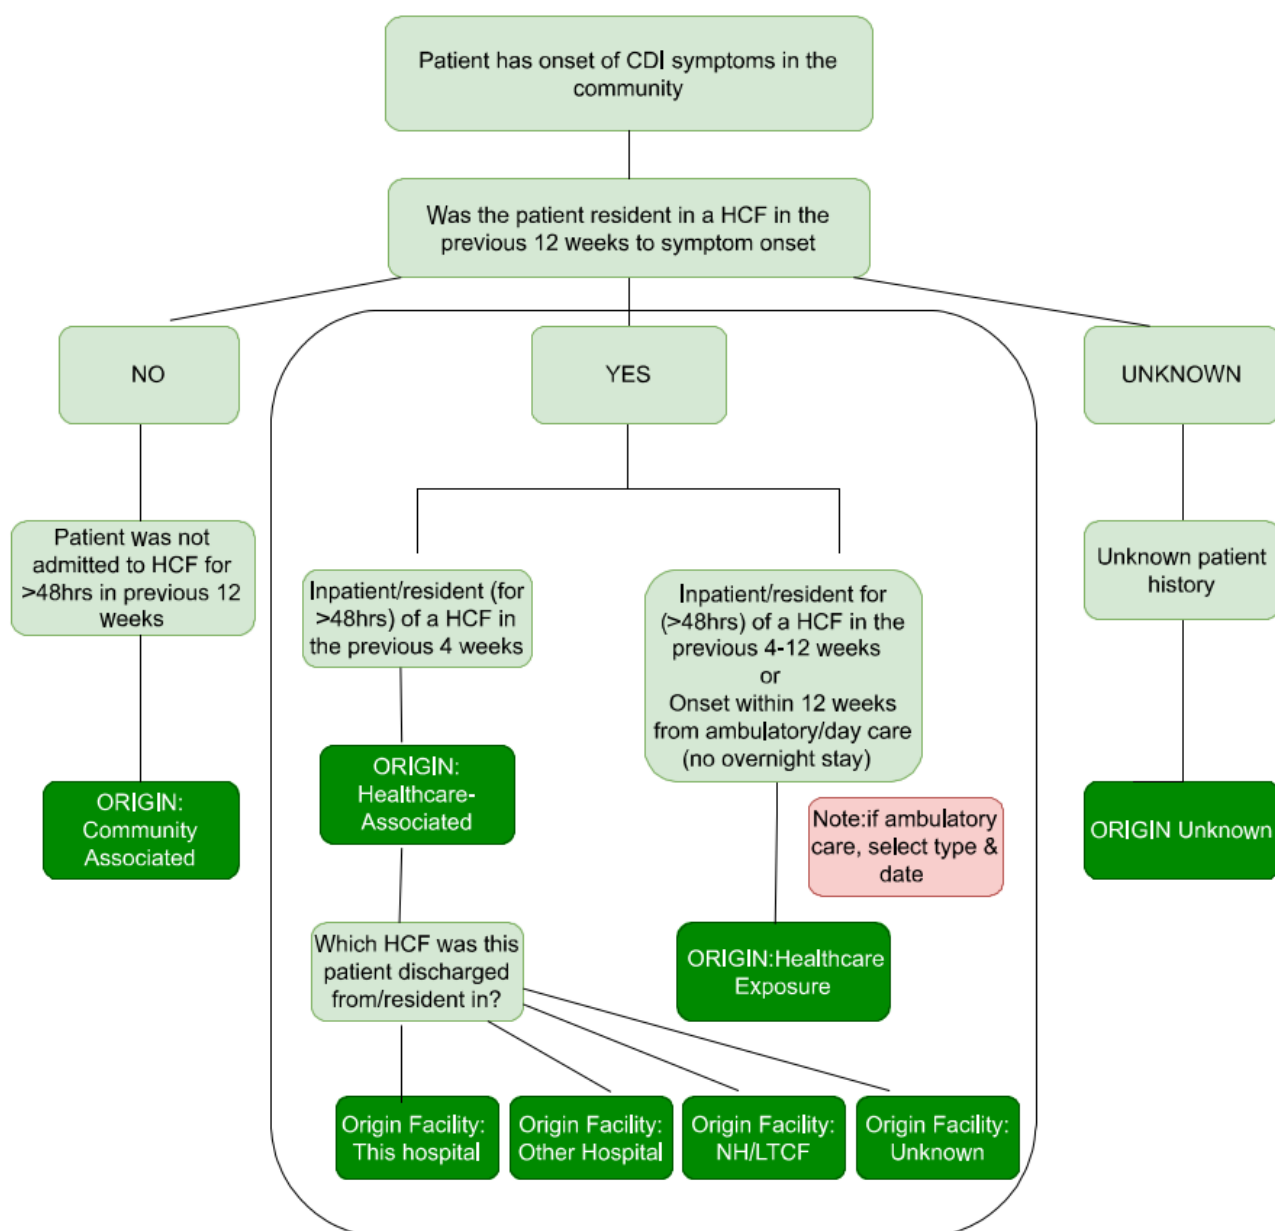 Patient has onset of CDI symptoms in the
community
Was the patient resident in a HCF in the
previous 12 weeks to symptom onset
NO
YES
UNKNOWN
Patient was not
admitted to HCF for
>48hrs in previous 12
weeks
Inpatient/resident (for
>48hrs) of a HCF in
the previous 4 weeks
Inpatient/resident for
(>48hrs) of a HCF in the
previous 4-12 weeks
or
Onset within 12 weeks
from ambulatory/day care
(no overnight stay)
Unknown patient
history
ORIGIN:
Community
Associated
ORIGIN:
Healthcare-
Associated
Note:if ambulatory
care, select type &
date
ORIGIN Unknown
Which HCF was this
patient discharged
from/resident in?
ORIGIN:Healthcare
Exposure
Origin Facility:
This hospital
Origin Facility:
Other Hospital
Origin Facility:
NH/LTCF
Origin Facility:
Unknown